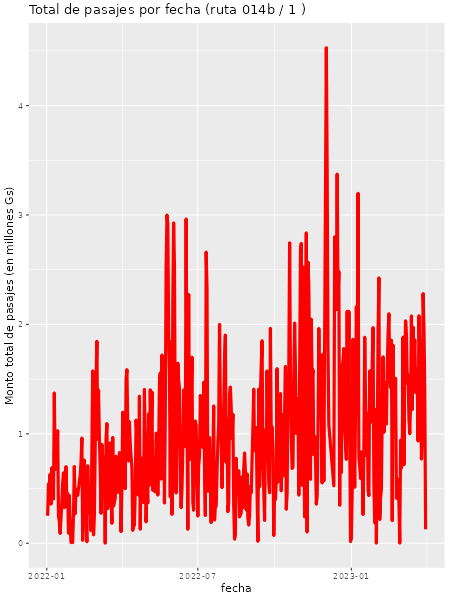 Total de pasajes por fecha (ruta 014b / 1 )
Monto total de pasajes (en millones Gs)
4
3
2
1
0
2022-01
2022-07
2023-01
fecha